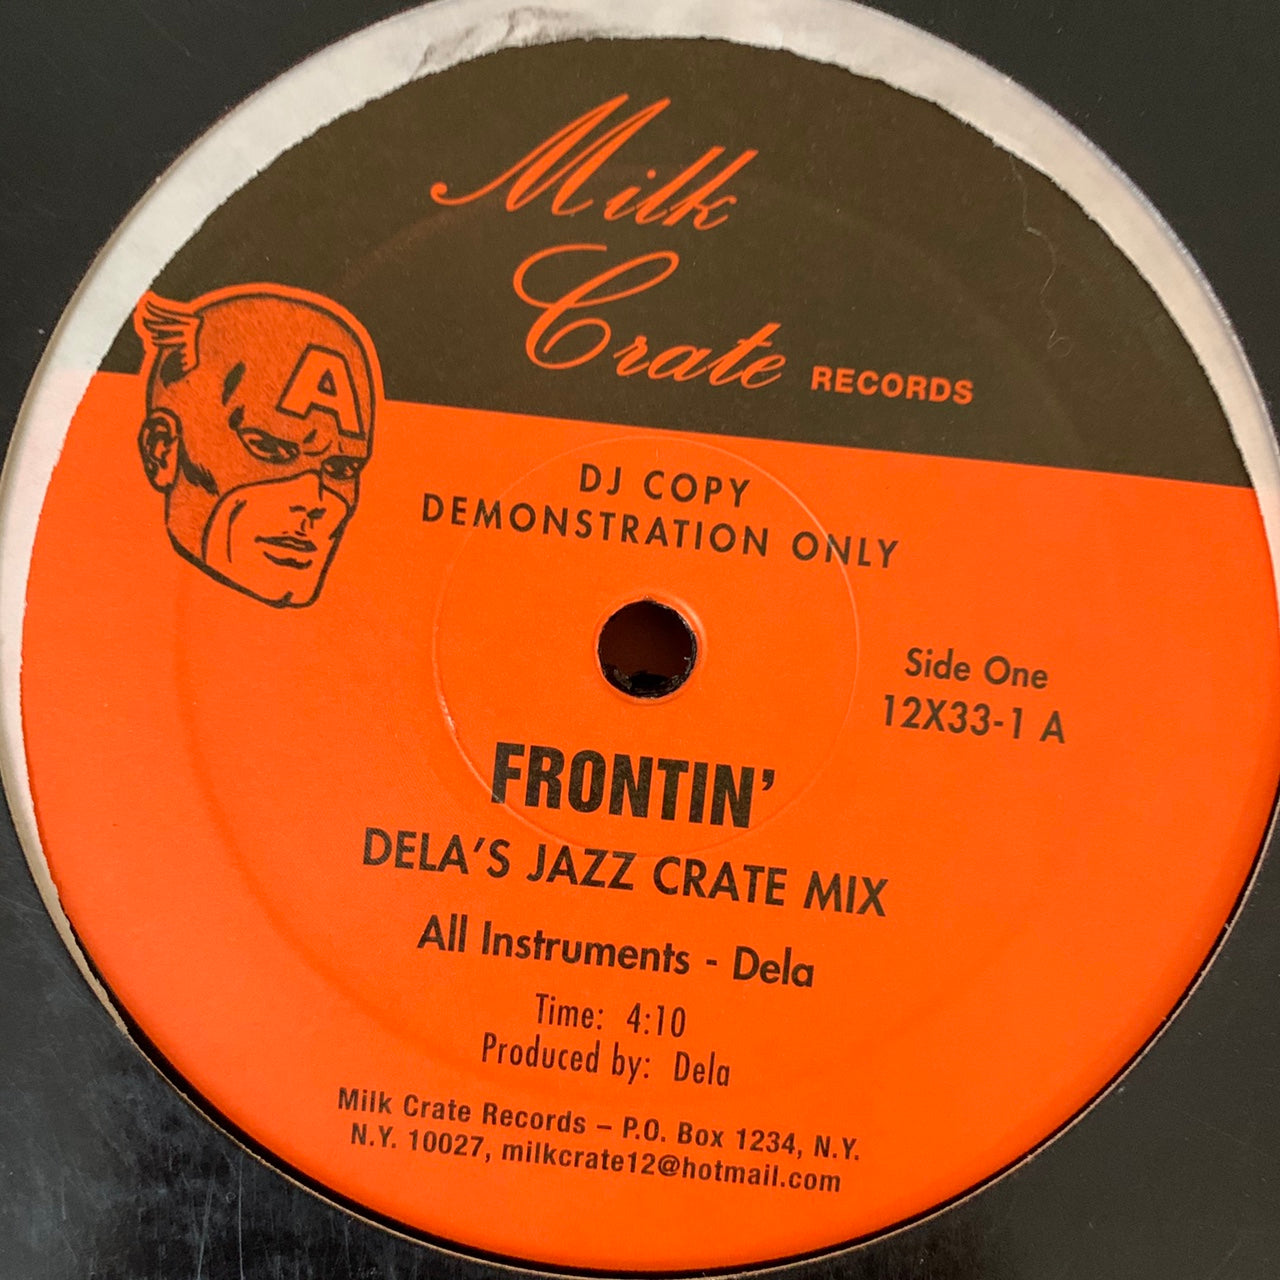 Milk
Crate RECORDS
A
DJ COPY
DEMONSTRATION ONLY
Side One
12X33-1 A
FRONTIN'
DELA'S JAZZ CRATE MIX
All Instruments - Dela
Time: 4:10
Produced by: Dela
Milk Crate Records – P.O. Box 1234, N.Y.
N.Y. 10027, milkcrate12@hotmail.com